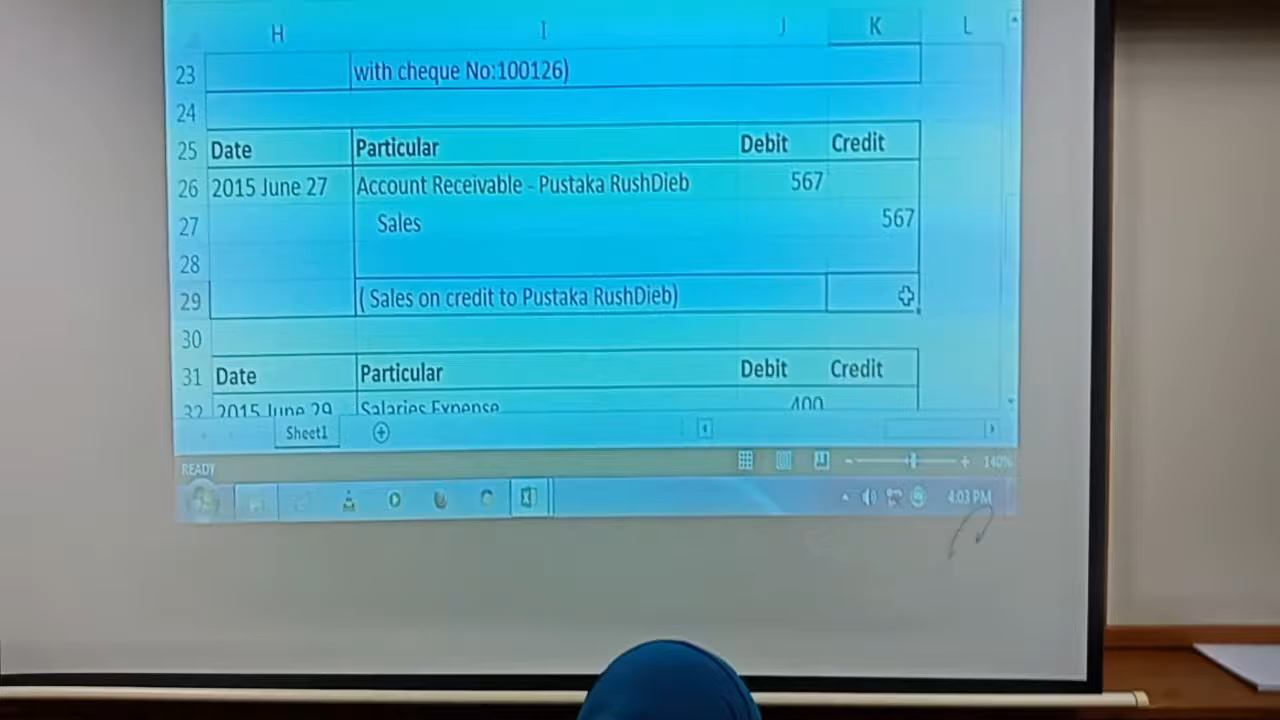 H I J K L
23 with cheque No:100126)
24
25 Date Particular Debit Credit
26 2015 June 27 Account Receivable - Pustaka RushDieb 567
27 Sales 567
28
29 ( Sales on credit to Pustaka RushDieb)
30
31 Date Particular Debit Credit
32 2015 June 29 Salaries Expense 400
Sheet1
READY 140%
4:03 PM